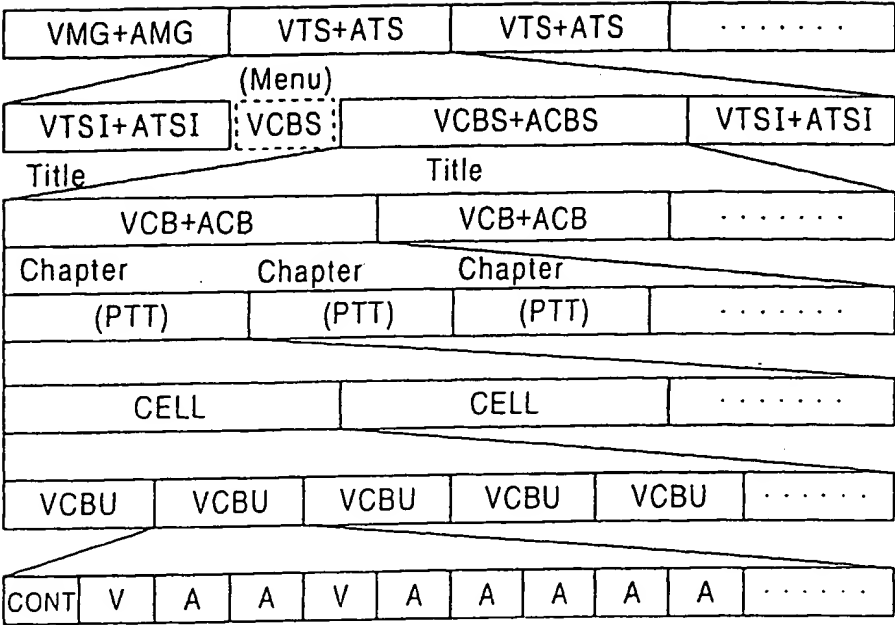 VMG+AMG VTS+ATS VTS+ATS .......
(Menu)
VTSI+ATSI VCBS VCBS+ACBS VTSI+ATSI
Title Title
VCB+ACB VCB+ACB .......
Chapter Chapter Chapter
(PTT) (PTT) (PTT) .......
CELL CELL .......
VCBU VCBU VCBU VCBU VCBU ......
CONT V A A V A A A A A ......